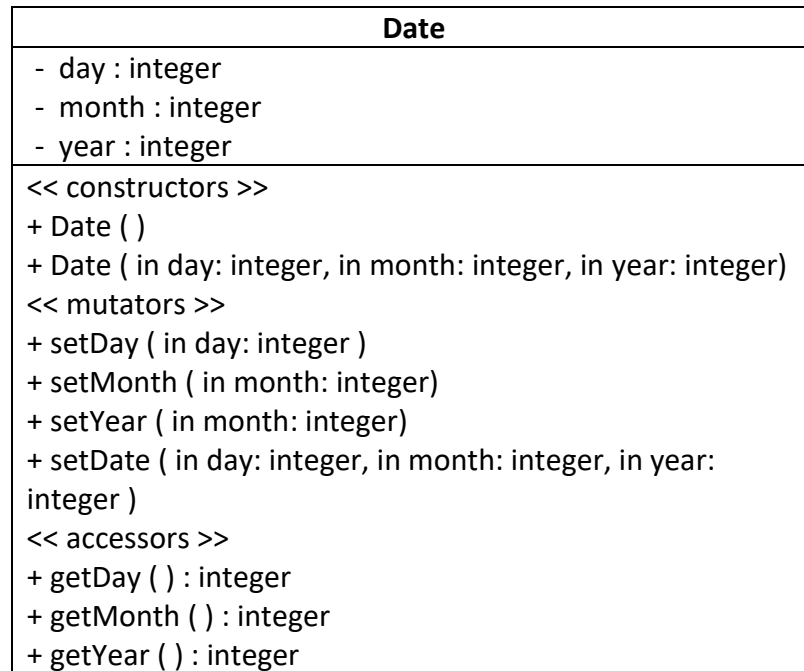 Date
- day : integer
- month : integer
- year : integer
<< constructors >>
+ Date ( )
+ Date ( in day: integer, in month: integer, in year: integer)
<< mutators >>
+ setDay ( in day: integer )
+ setMonth ( in month: integer)
+ setYear ( in month: integer)
+ setDate ( in day: integer, in month: integer, in year:
integer )
<< accessors >>
+ getDay ( ) : integer
+ getMonth ( ) : integer
+ getYear ( ) : integer